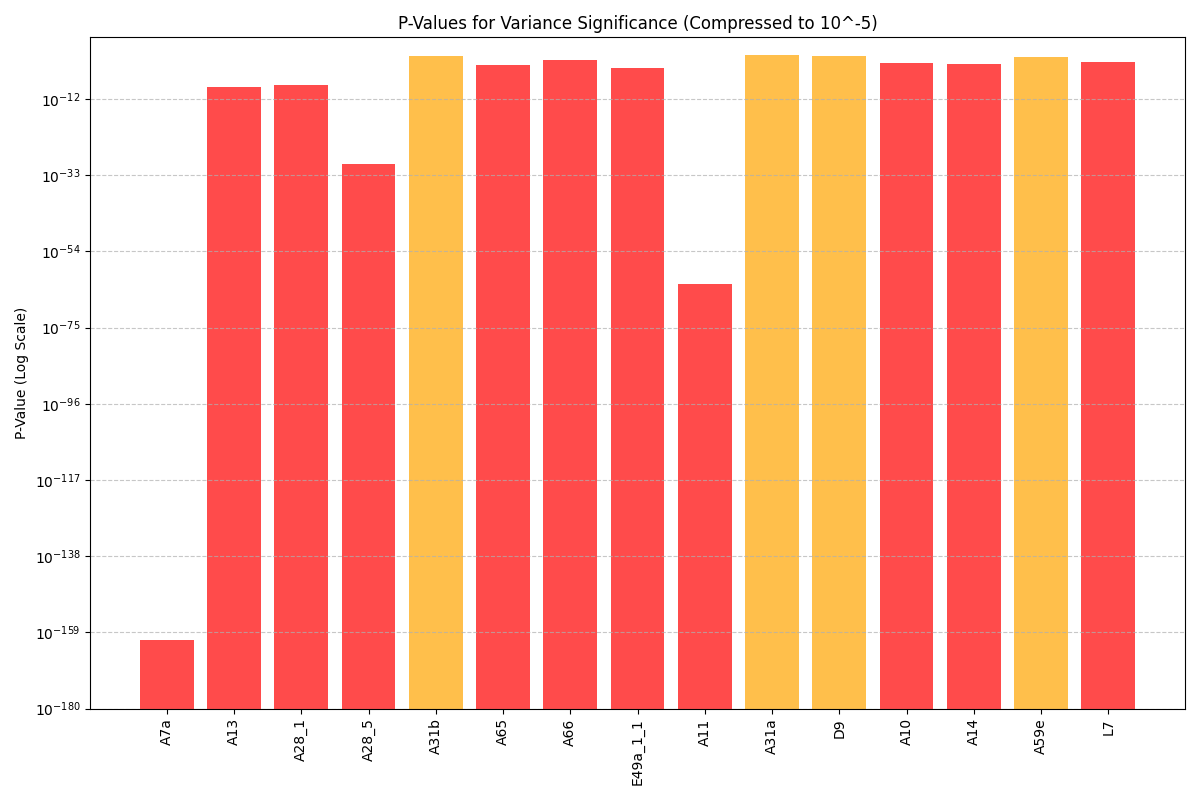 P-Values for Variance Significance (Compressed to 10^-5)
P-Value (Log Scale)
10⁻¹²
10⁻³³
10⁻⁵⁴
10⁻⁷⁵
10⁻⁹⁶
10⁻¹¹⁷
10⁻¹³⁸
10⁻¹⁵⁹
10⁻¹⁸⁰
A7a
A13
A28_1
A28_5
A31b
A65
A66
E49a_1_1
A11
A31a
D9
A10
A14
A59e
L7